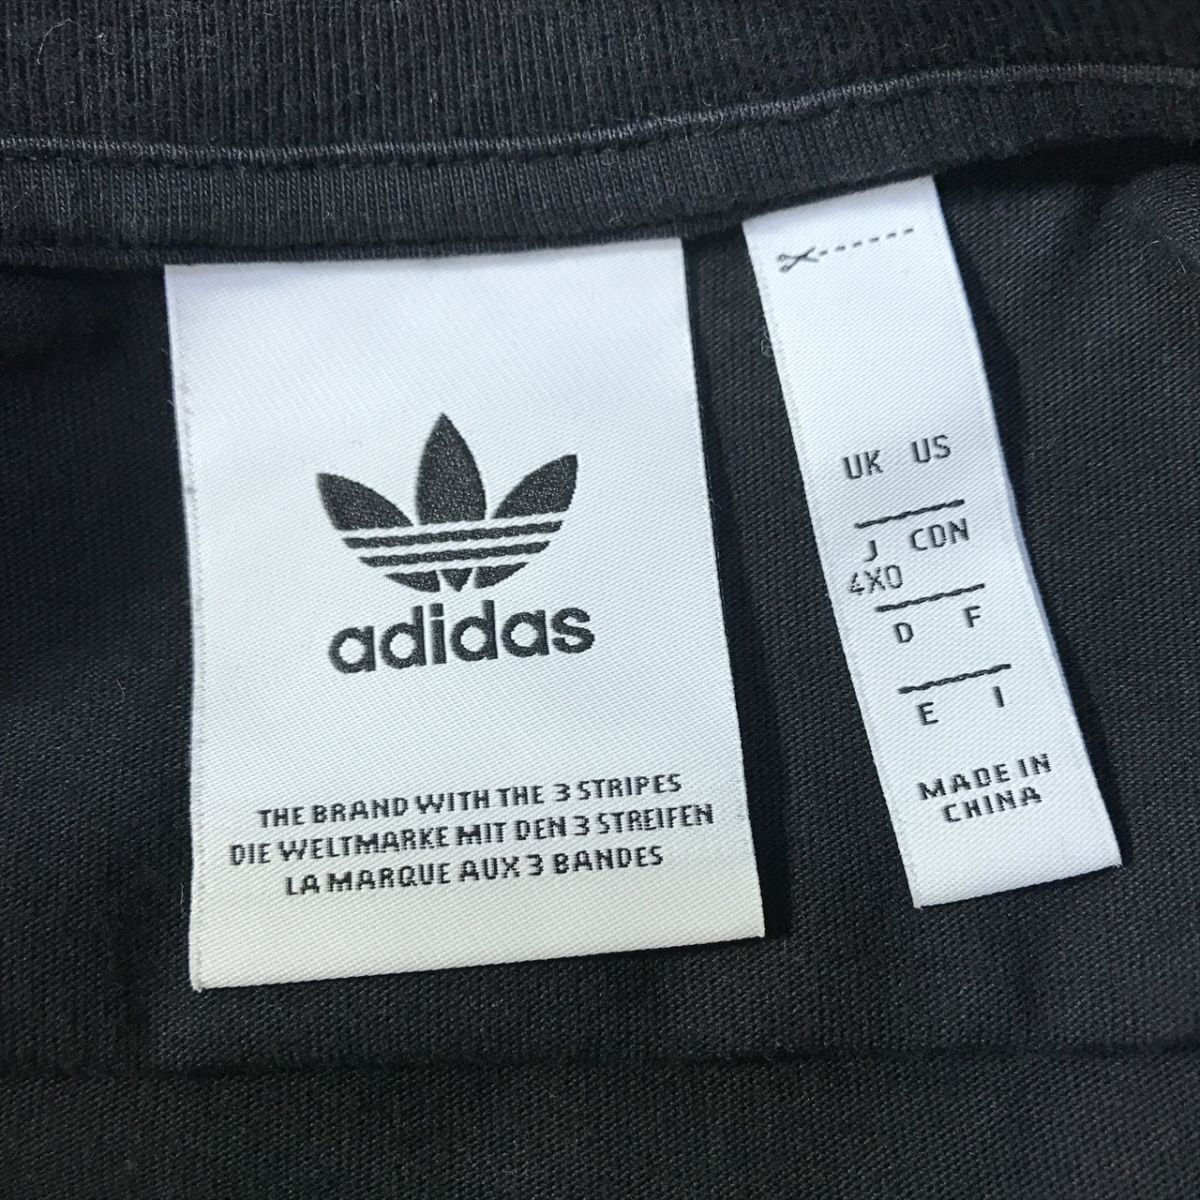 adidas
THE BRAND WITH THE 3 STRIPES
DIE WELTMARKE MIT DEN 3 STREIFEN
LA MARQUE AUX 3 BANDES
UK US
J CDN
4XO
D F
E I
MADE IN
CHINA